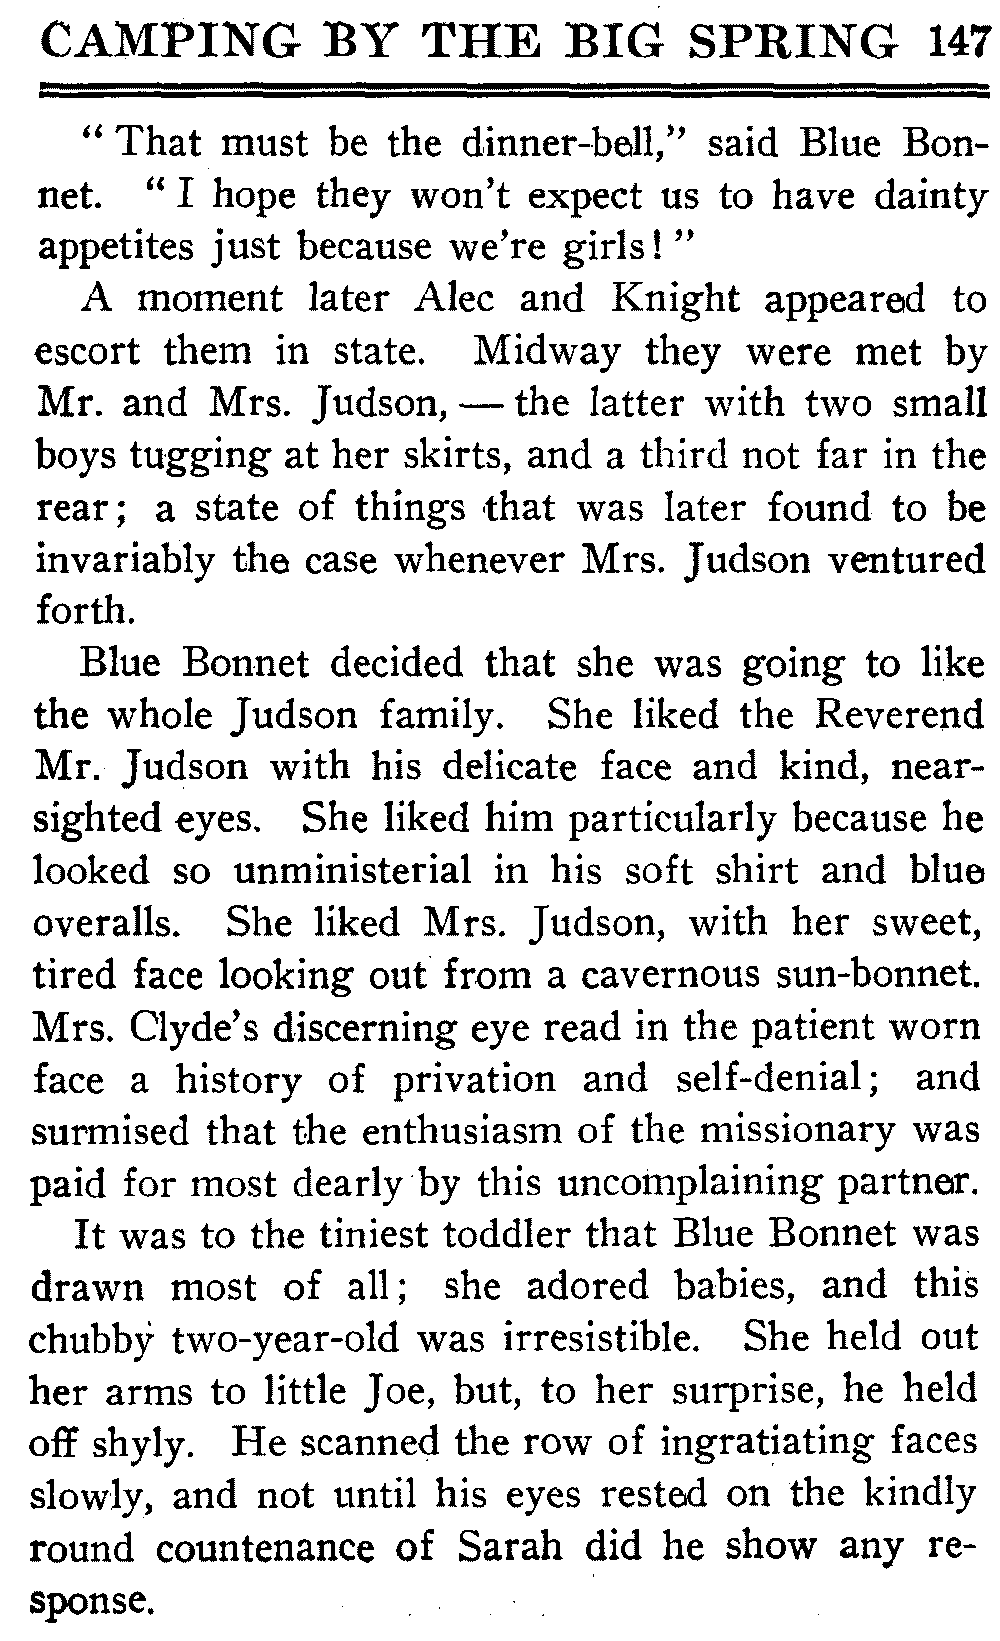 CAMPING BY THE BIG SPRING 147
" That must be the dinner-bell," said Blue Bon-
net. " I hope they won't expect us to have dainty
appetites just because we're girls! "
A moment later Alec and Knight appeared to
escort them in state. Midway they were met by
Mr. and Mrs. Judson, — the latter with two small
boys tugging at her skirts, and a third not far in the
rear; a state of things that was later found to be
invariably the case whenever Mrs. Judson ventured
forth.
Blue Bonnet decided that she was going to like
the whole Judson family. She liked the Reverend
Mr. Judson with his delicate face and kind, near-
sighted eyes. She liked him particularly because he
looked so unministerial in his soft shirt and blue
overalls. She liked Mrs. Judson, with her sweet,
tired face looking out from a cavernous sun-bonnet.
Mrs. Clyde's discerning eye read in the patient worn
face a history of privation and self-denial; and
surmised that the enthusiasm of the missionary was
paid for most dearly by this uncomplaining partner.
It was to the tiniest toddler that Blue Bonnet was
drawn most of all; she adored babies, and this
chubby two-year-old was irresistible. She held out
her arms to little Joe, but, to her surprise, he held
off shyly. He scanned the row of ingratiating faces
slowly, and not until his eyes rested on the kindly
round countenance of Sarah did he show any re-
sponse.